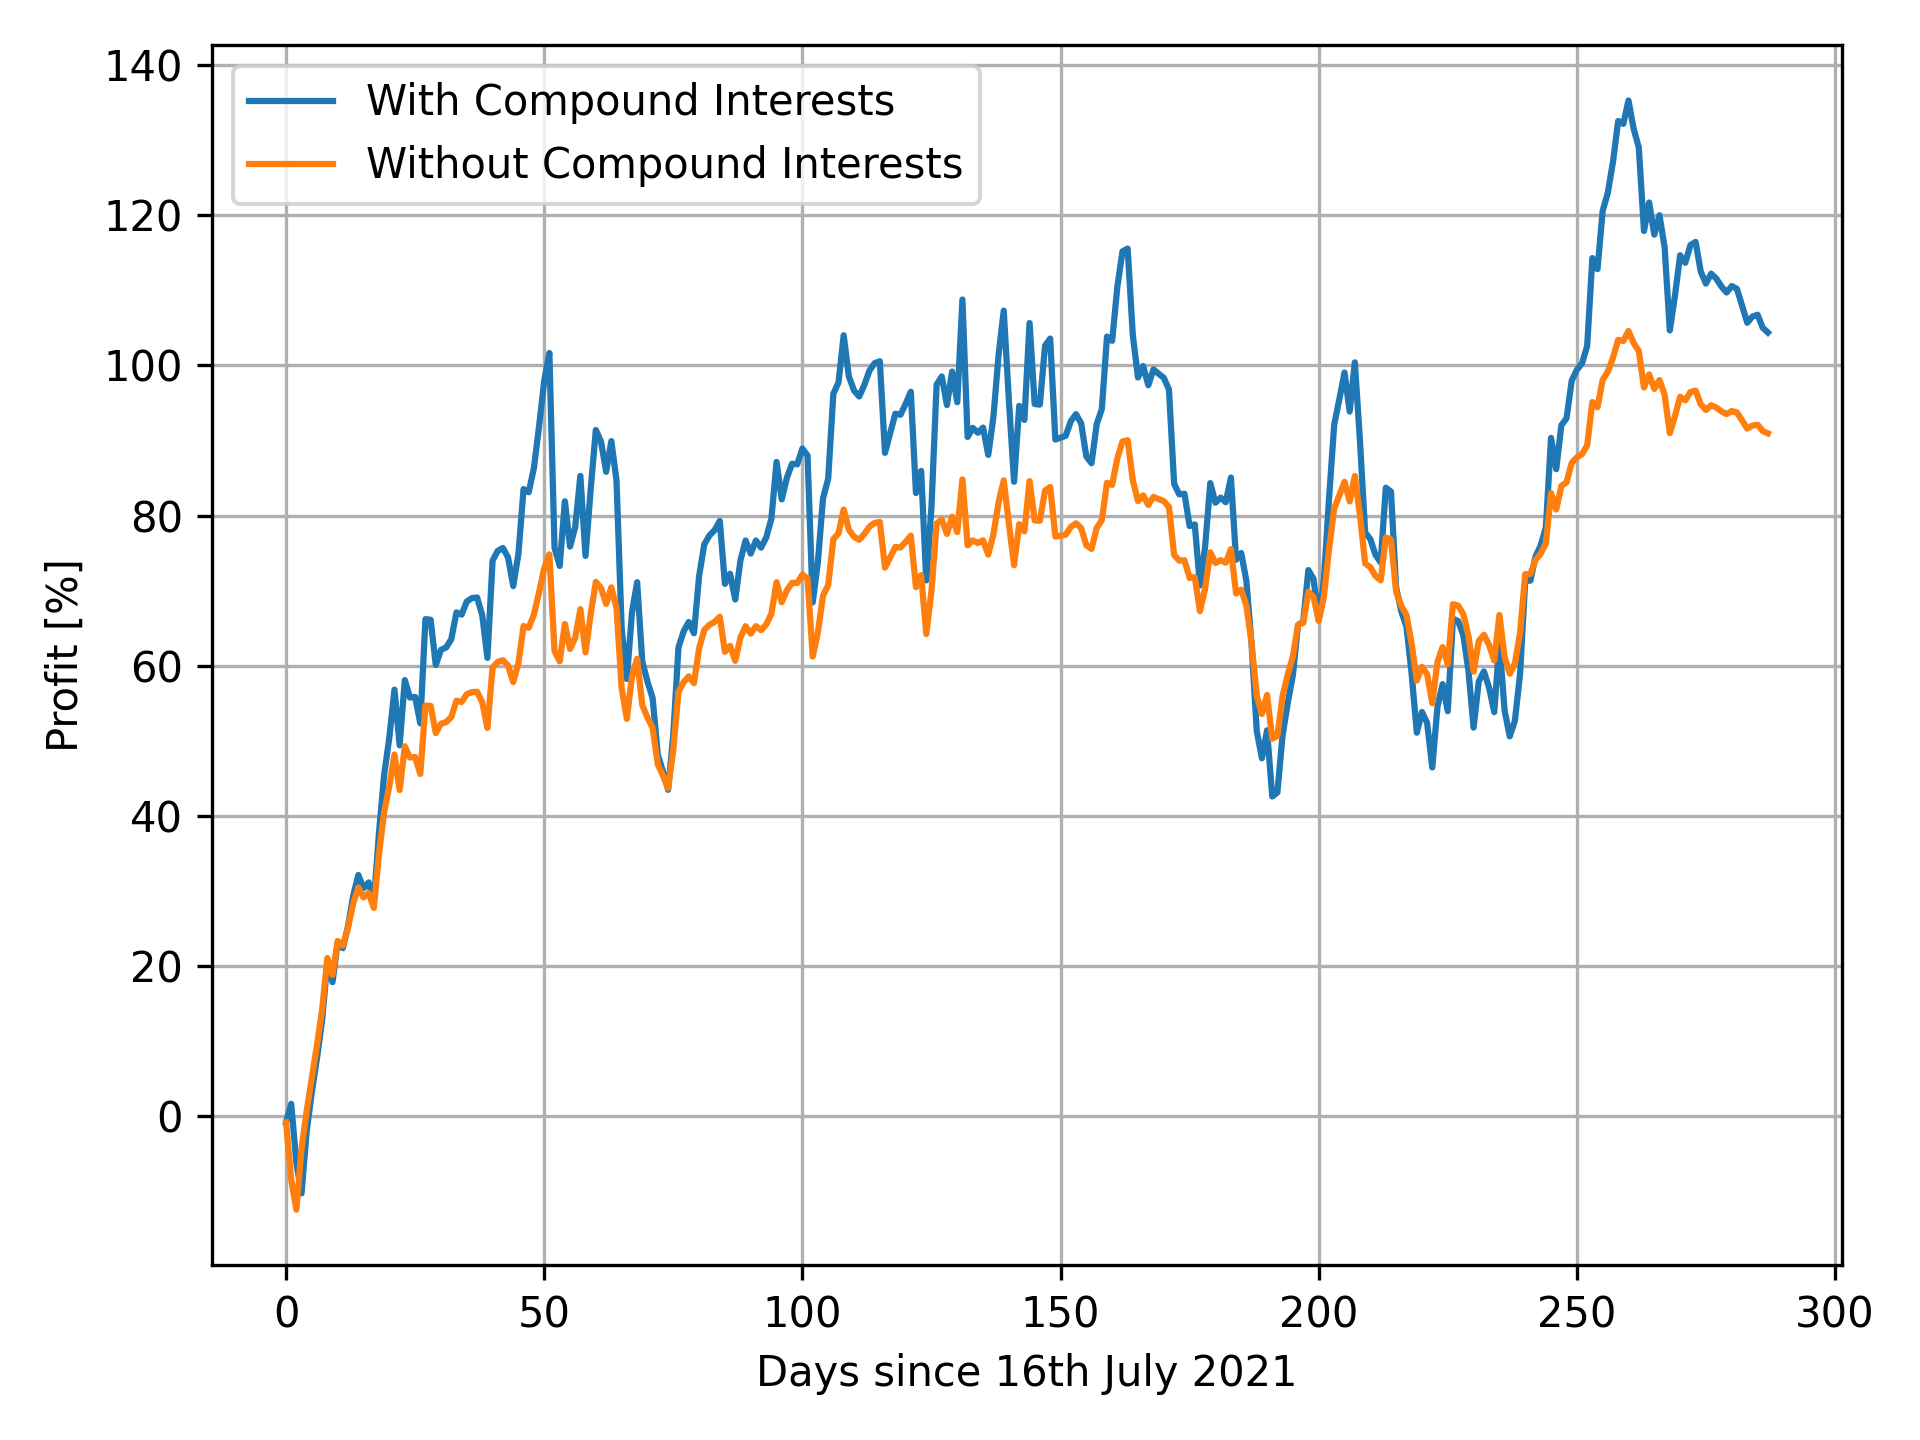 With Compound Interests
Without Compound Interests
140
120
100
80
60
40
20
0
Profit [%]
0 50 100 150 200 250 300
Days since 16th July 2021